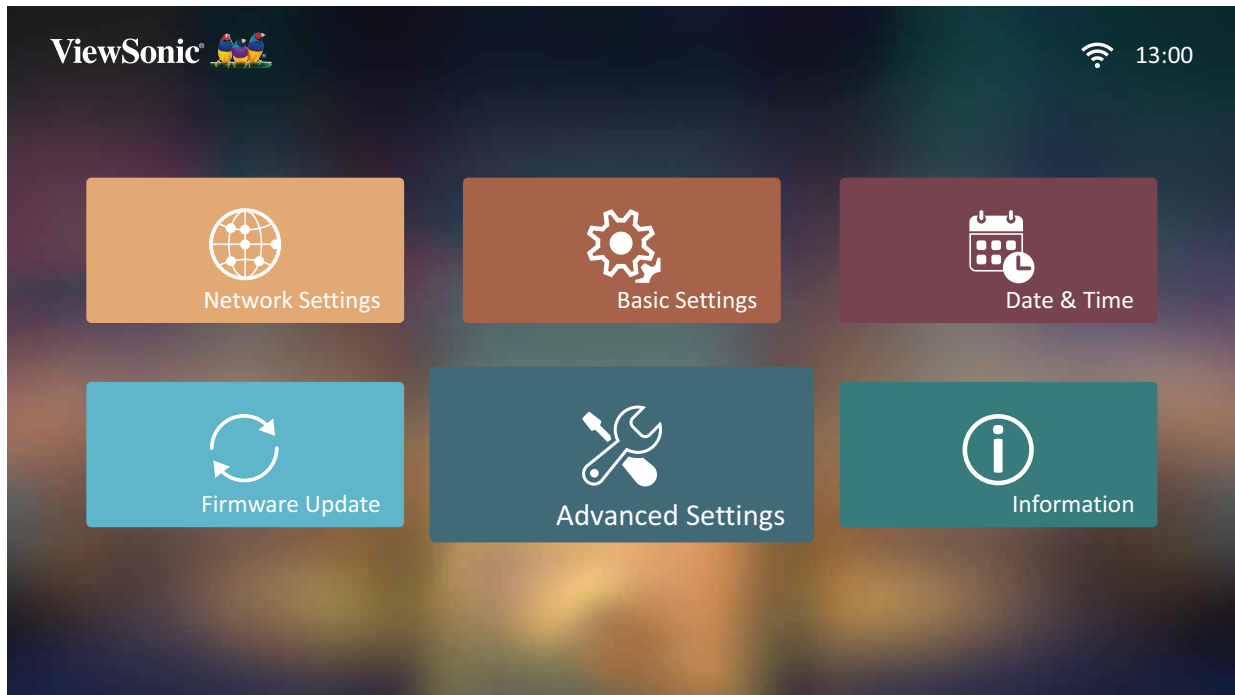 ViewSonic®
13:00
Network Settings
Basic Settings
Date & Time
Firmware Update
Advanced Settings
Information